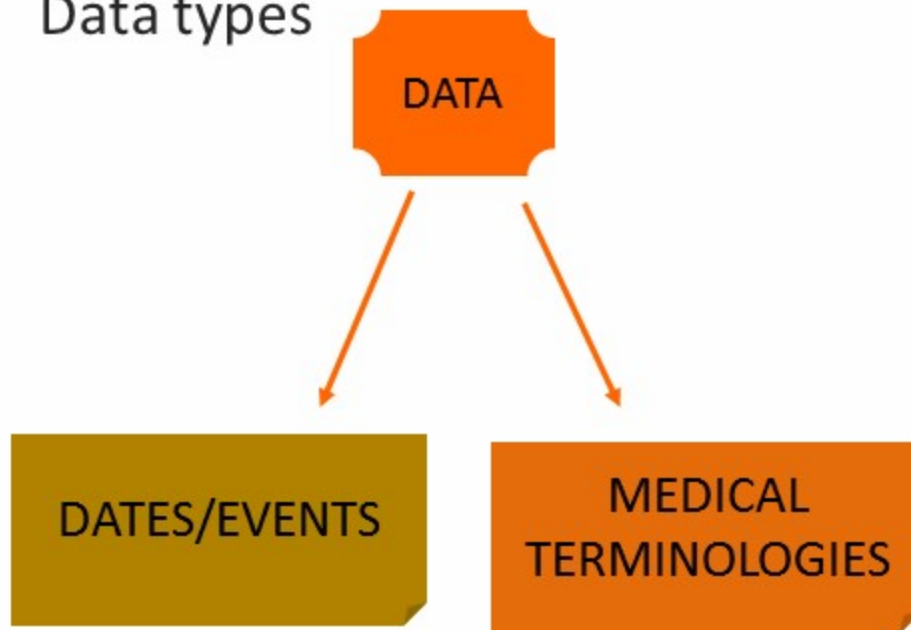 Data types
DATA
DATES/EVENTS
MEDICAL
TERMINOLOGIES